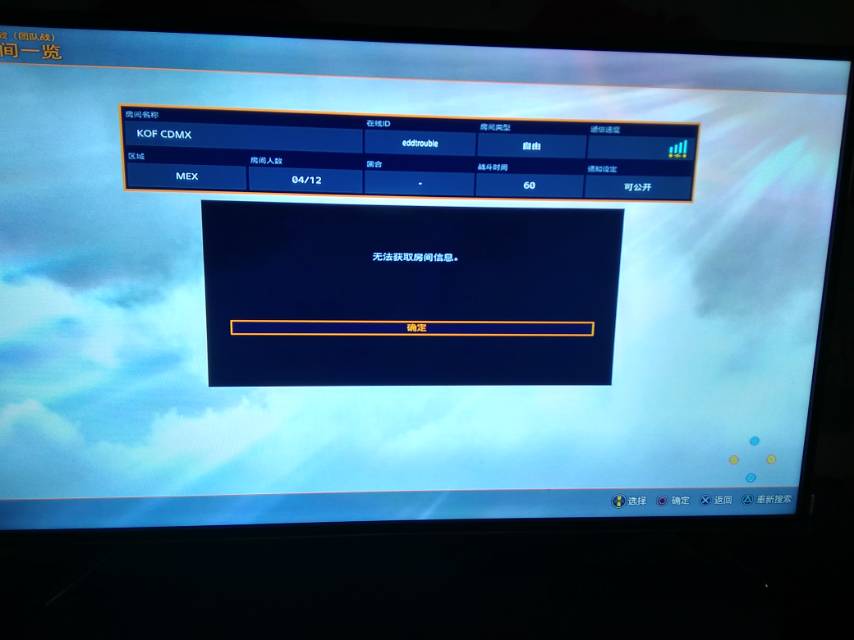 （团队战）
间一览
房间名称
在线ID
房间类型
通信速度
KOF CDMX
eddtrouble
自由
区域
房间人数
回合
战斗时间
通知设定
MEX
04/12
-
60
可公开
无法获取房间信息。
确定
选择
确定
返回
重新搜索